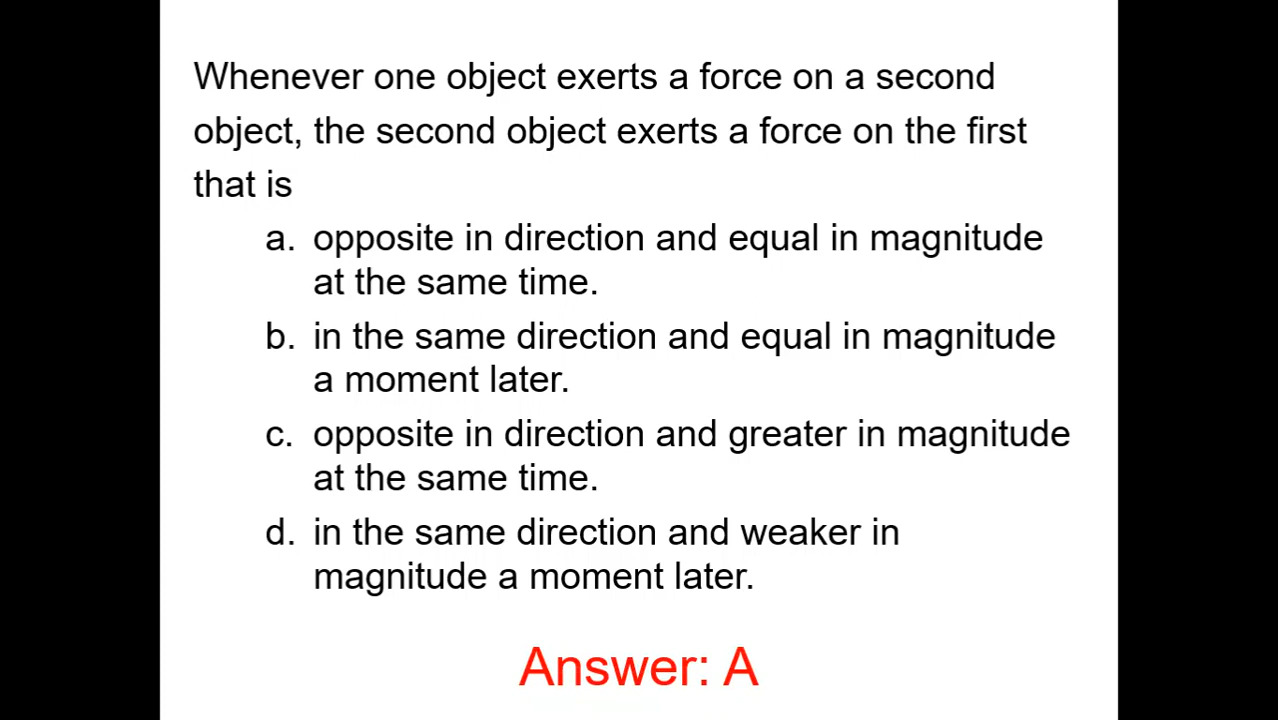 Whenever one object exerts a force on a second
object, the second object exerts a force on the first
that is
a. opposite in direction and equal in magnitude
at the same time.
b. in the same direction and equal in magnitude
a moment later.
c. opposite in direction and greater in magnitude
at the same time.
d. in the same direction and weaker in
magnitude a moment later.
Answer: A